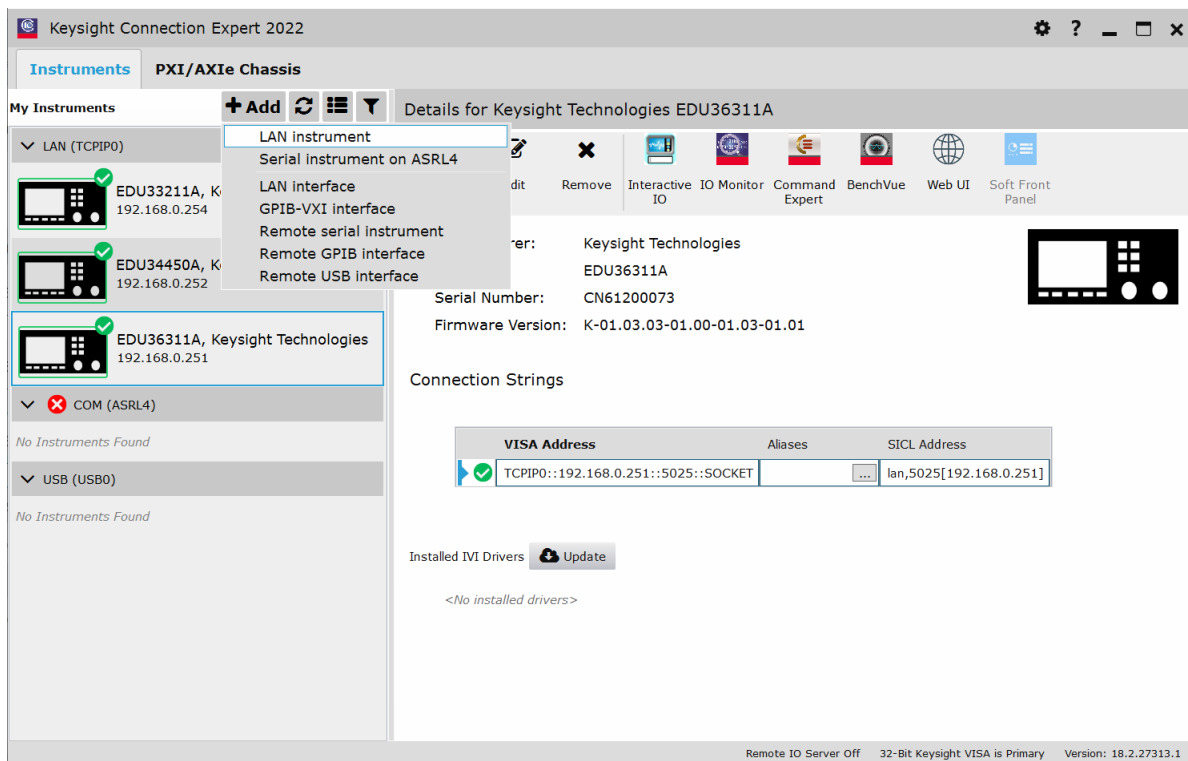 Keysight Connection Expert 2022
?
Instruments PXI/AXIe Chassis
My Instruments
Add
LAN (TCPIP0)
EDU33211A, K
192.168.0.254
EDU34450A, K
192.168.0.252
EDU36311A, Keysight Technologies
192.168.0.251
COM (ASRL4)
No Instruments Found
USB (USB0)
No Instruments Found
LAN instrument
Serial instrument on ASRL4
LAN interface
GPIB-VXI interface
Remote serial instrument
Remote GPIB interface
Remote USB interface
Details for Keysight Technologies EDU36311A
dit Remove Interactive IO Monitor Command BenchVue Web UI Soft Front
IO Expert Panel
rer: Keysight Technologies
EDU36311A
Serial Number: CN61200073
Firmware Version: K-01.03.03-01.00-01.03-01.01
Connection Strings
VISA Address Aliases SICL Address
TCPIP0::192.168.0.251::5025::SOCKET ... lan,5025[192.168.0.251]
Installed IVI Drivers Update
<No installed drivers>
Remote IO Server Off 32-Bit Keysight VISA is Primary Version: 18.2.27313.1